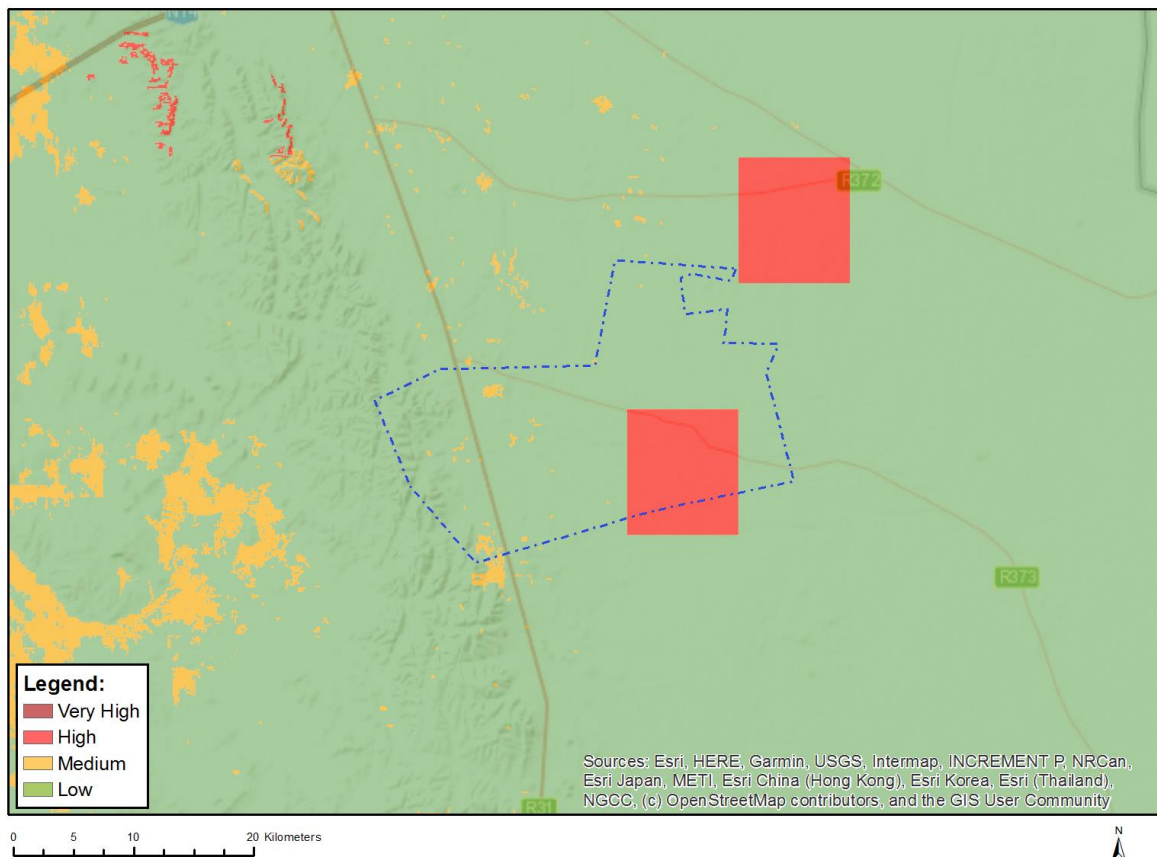 N14
R372
R373
Legend:
Very High
High
Medium
Low
Sources: Esri, HERE, Garmin, USGS, Intermap, INCREMENT P, NRCan,
Esri Japan, METI, Esri China (Hong Kong), Esri Korea, Esri (Thailand),
NGCC, (c) OpenStreetMap contributors, and the GIS User Community
R31
0 5 10 20 Kilometers
N